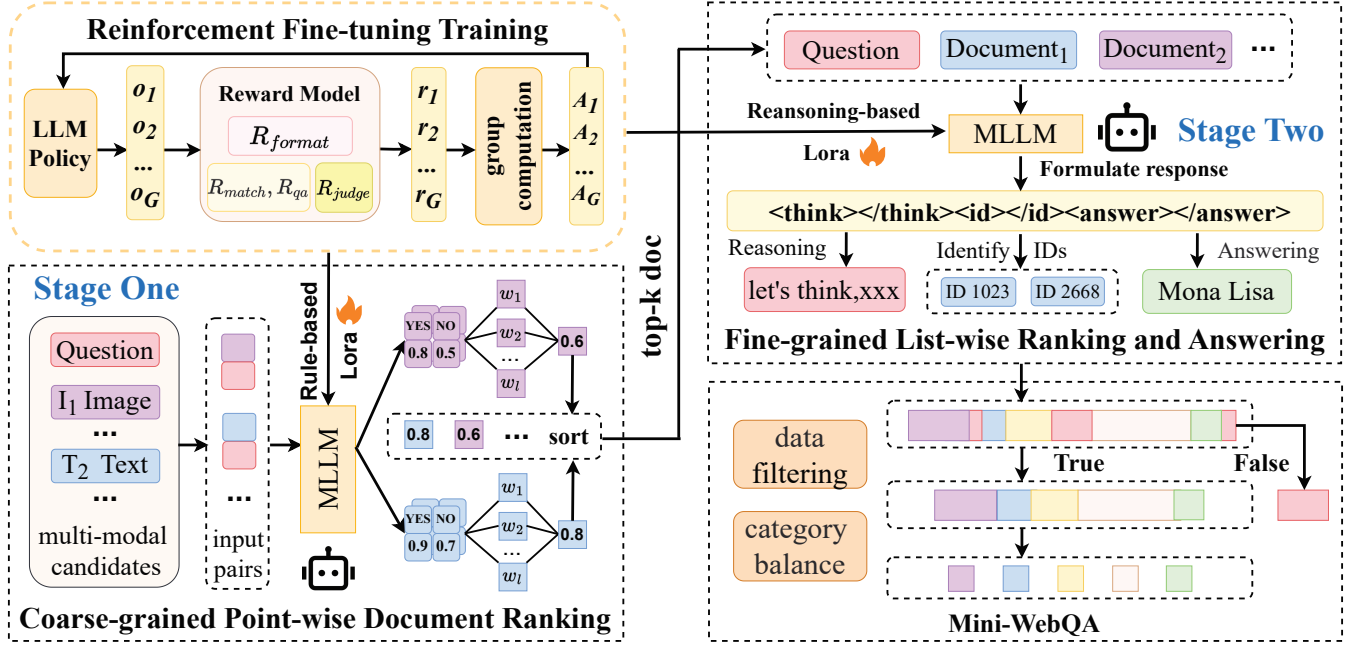 Reinforcement Fine-tuning Training
LLM
Policy
o1
o2
...
oG
Reward Model
Rformat
Rmatch, Rqa
Rjudge
r1
r2
...
rG
group
computation
A1
A2
...
AG
Stage One
Question
I1 Image
...
T2 Text
...
multi-modal
candidates
...
input
pairs
Rule-based
Lora
MLLM
YES NO
0.8 0.5
w1
w2
...
wl
0.6
0.8 0.6 ... sort
YES NO
0.9 0.7
w1
w2
...
wl
0.8
Coarse-grained Point-wise Document Ranking
top-k doc
Question Document1 Document2 ...
Reansoning-based
Lora
MLLM
Stage Two
Formulate response
<think></think><id></id><answer></answer>
Reasoning
Identify IDs
Answering
let's think,xxx
ID 1023 ID 2668
Mona Lisa
Fine-grained List-wise Ranking and Answering
data
filtering
category
balance
True
False
Mini-WebQA